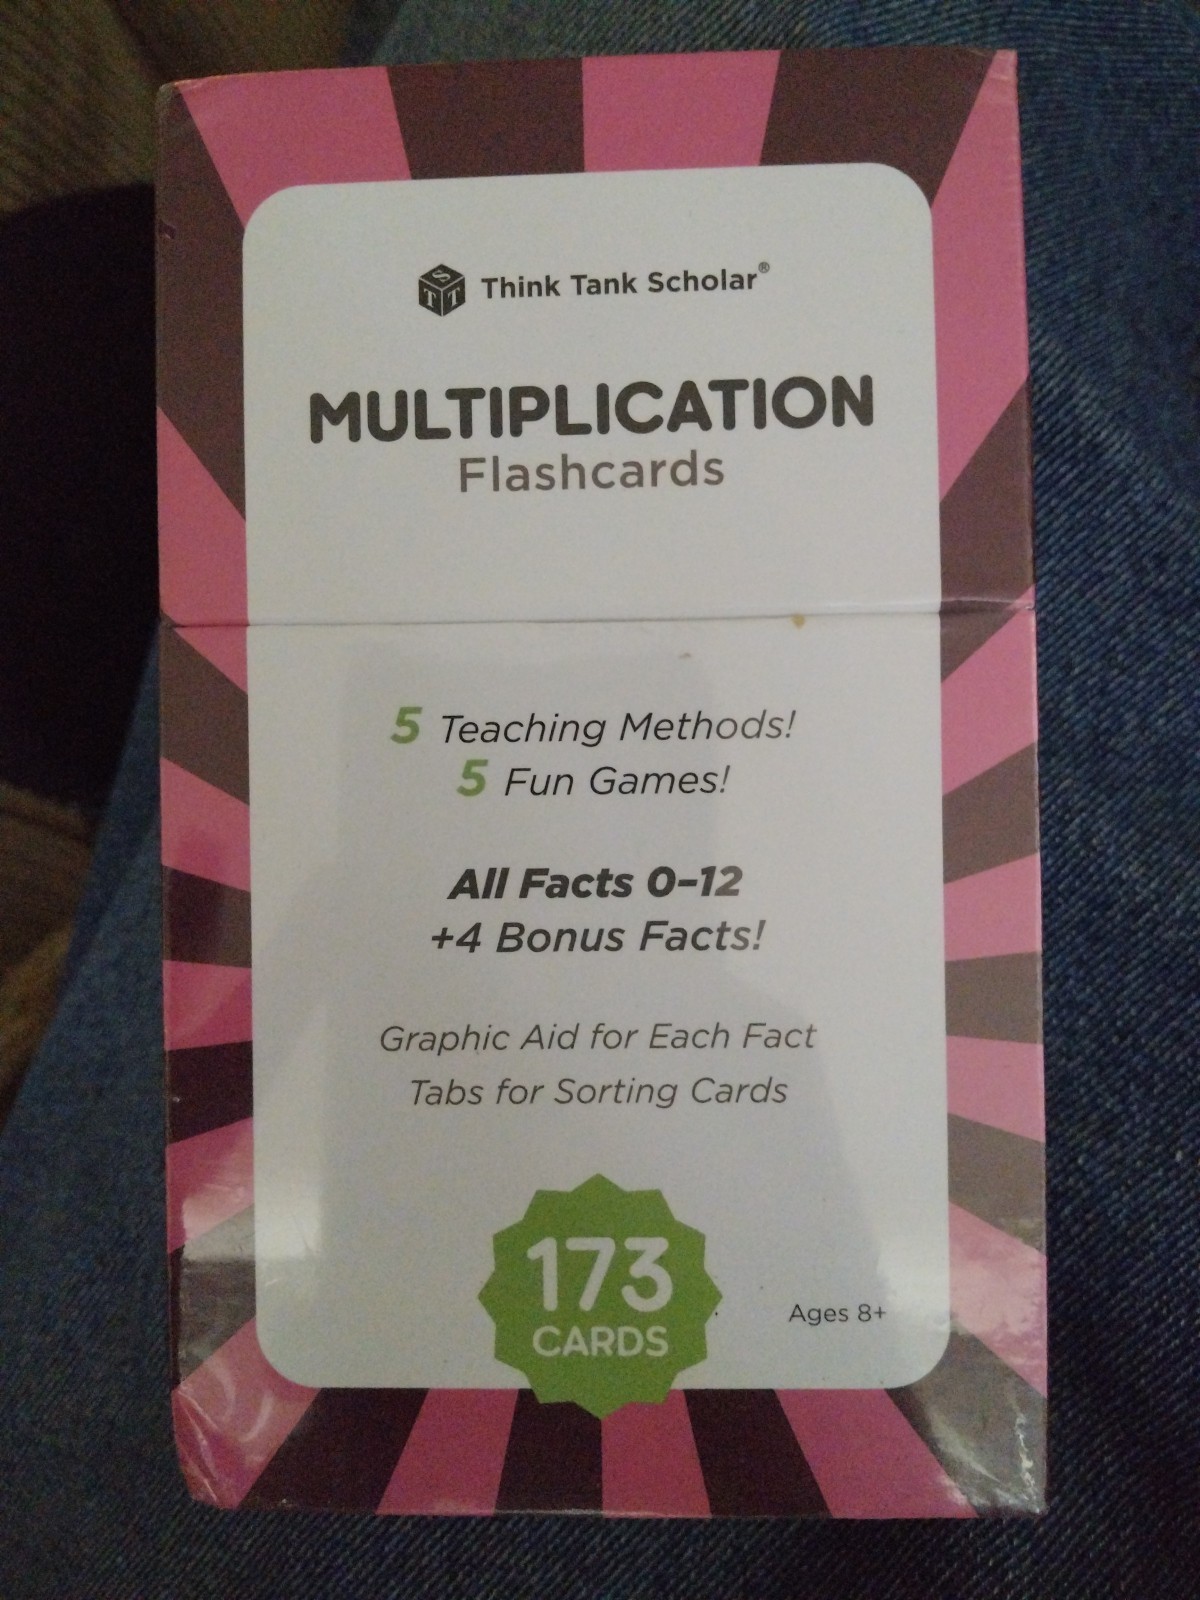 STT Think Tank Scholar®
MULTIPLICATION
Flashcards
5 Teaching Methods!
5 Fun Games!
All Facts 0–12
+4 Bonus Facts!
Graphic Aid for Each Fact
Tabs for Sorting Cards
173
CARDS
Ages 8+